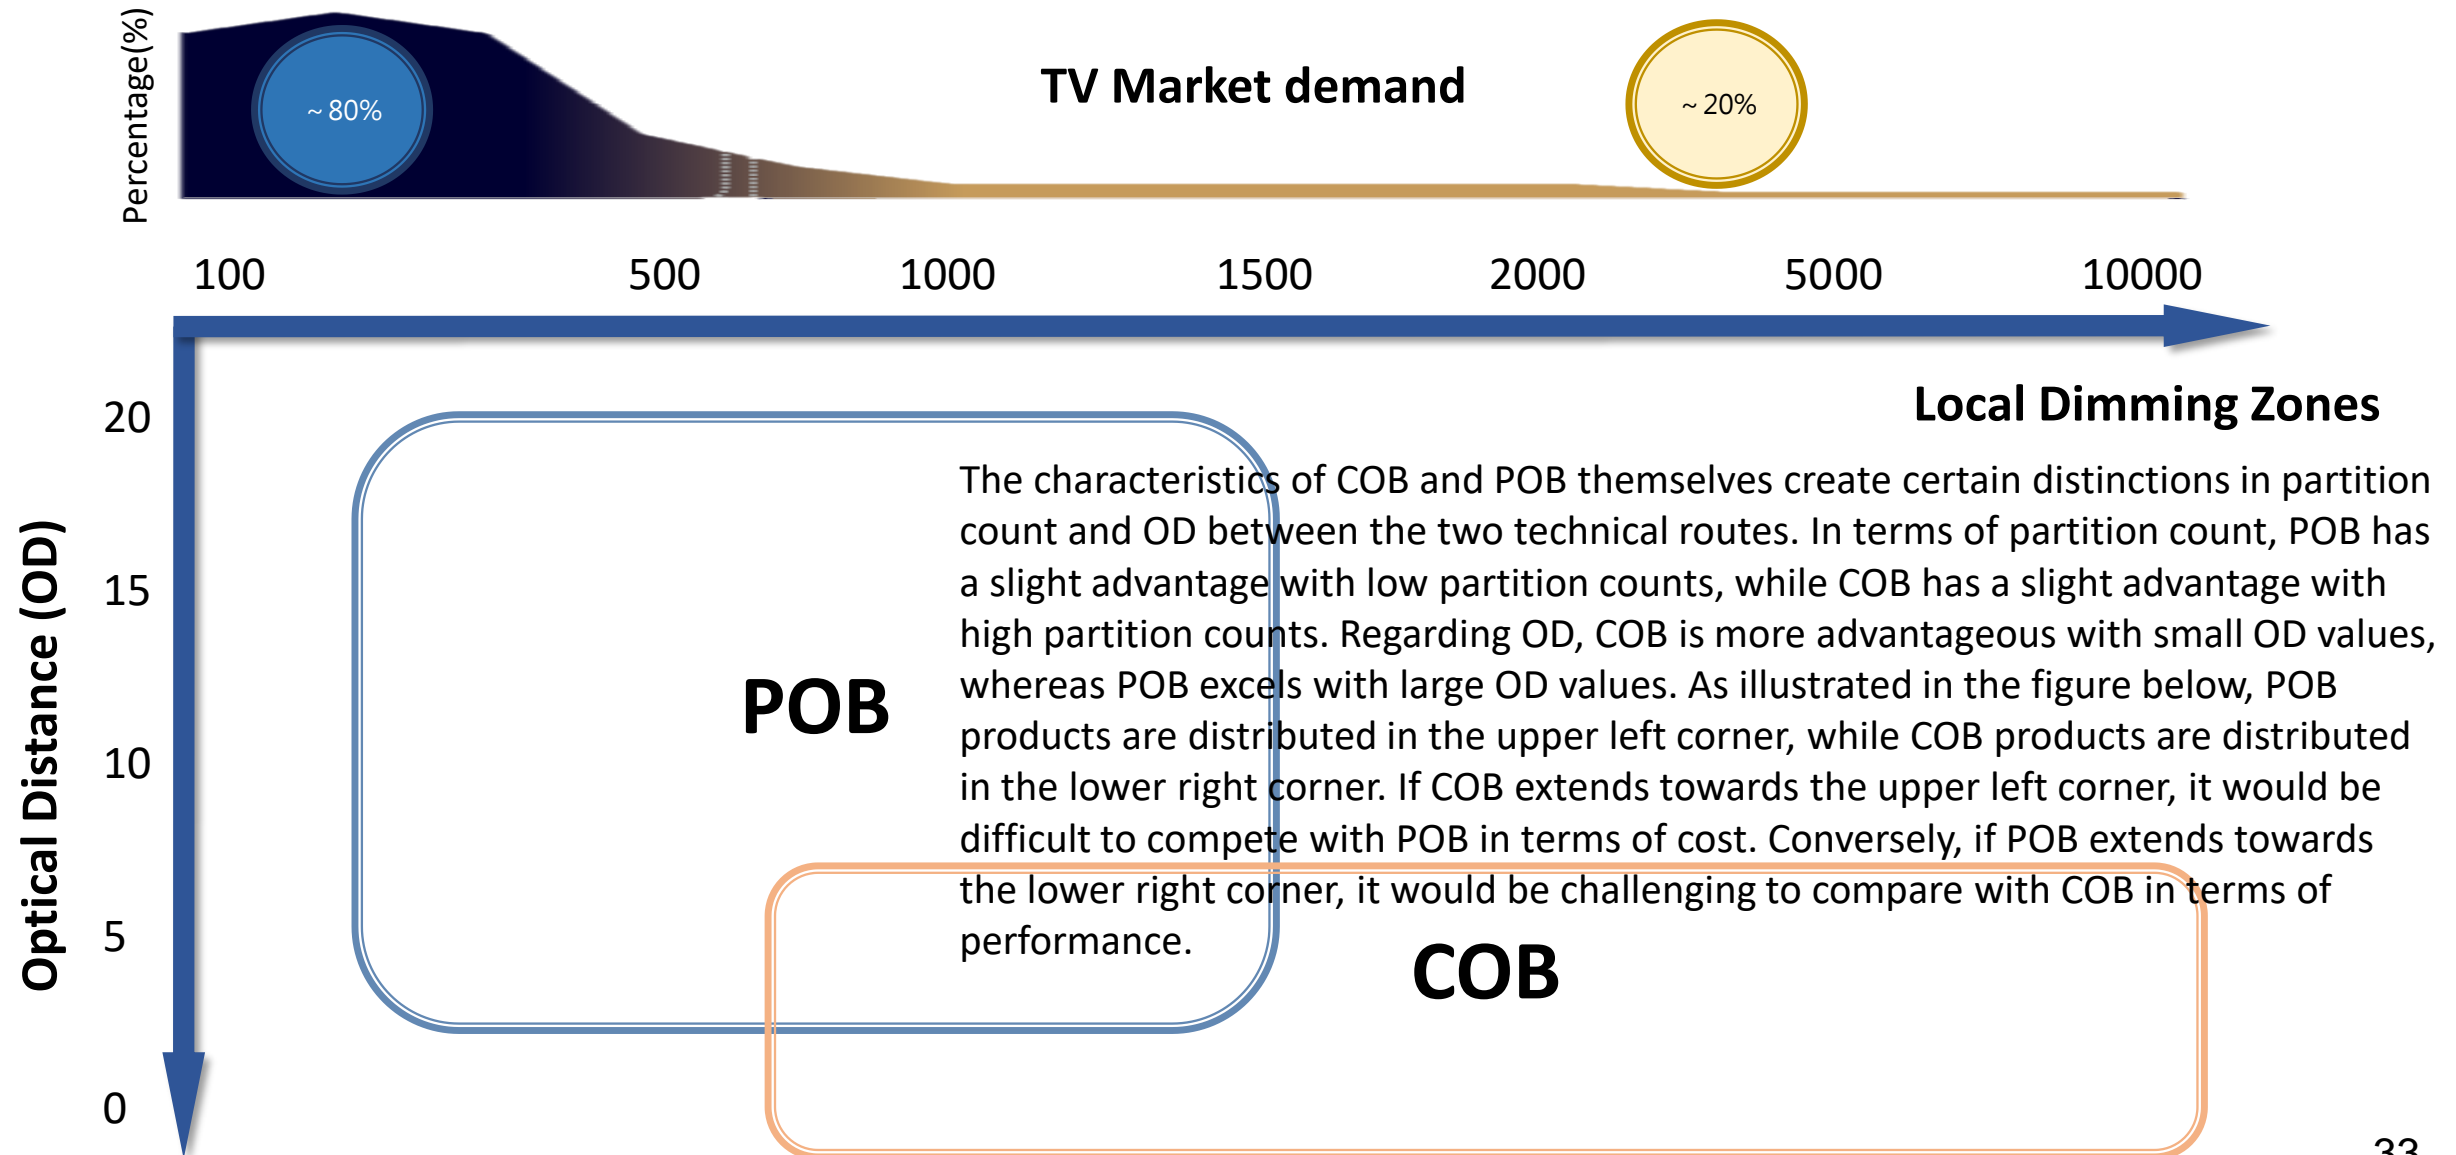 Percentage(%)
~ 80%
TV Market demand
~ 20%
100 500 1000 1500 2000 5000 10000
Local Dimming Zones
Optical Distance (OD)
20
15
10
5
0
The characteristics of COB and POB themselves create certain distinctions in partition
count and OD between the two technical routes. In terms of partition count, POB has
a slight advantage with low partition counts, while COB has a slight advantage with
high partition counts. Regarding OD, COB is more advantageous with small OD values,
whereas POB excels with large OD values. As illustrated in the figure below, POB
products are distributed in the upper left corner, while COB products are distributed
in the lower right corner. If COB extends towards the upper left corner, it would be
difficult to compete with POB in terms of cost. Conversely, if POB extends towards
the lower right corner, it would be challenging to compare with COB in terms of
performance.
POB
COB
33